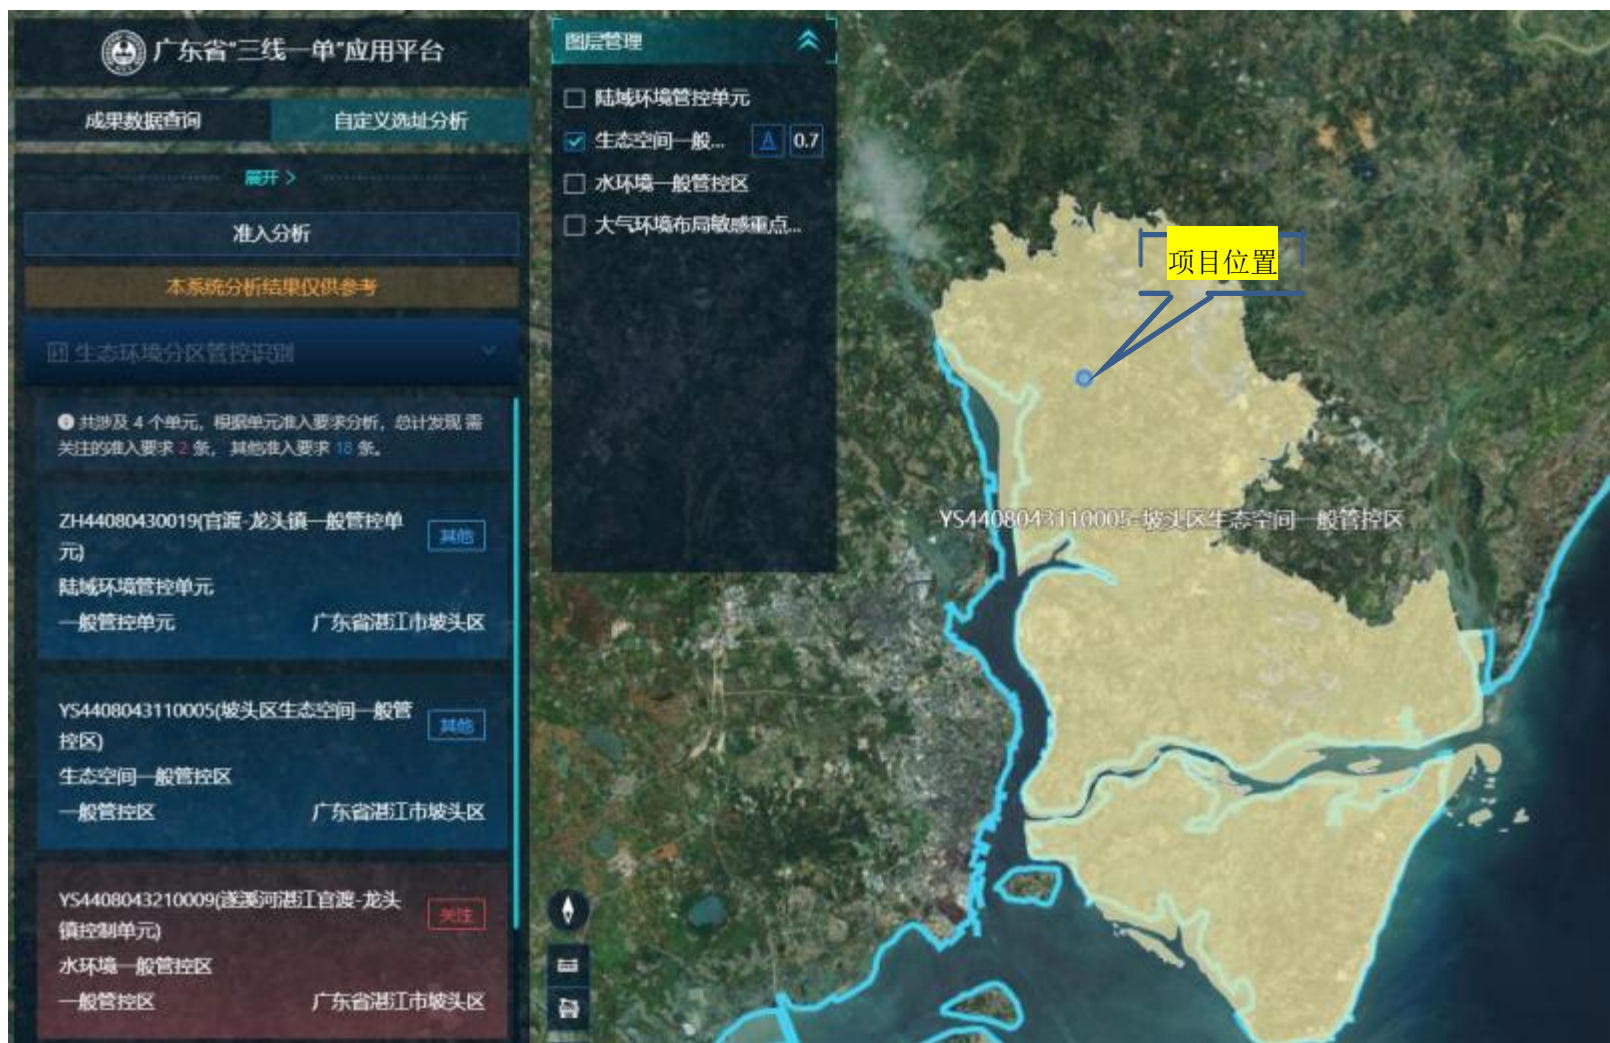 广东省"三线一单"应用平台
成果数据查询
自定义选址分析
展开 >
准入分析
本系统分析结果仅供参考
生态环境分区管控识别
共涉及 4 个单元，根据单元准入要求分析，总计发现 需
关注的准入要求 2 条， 其他准入要求 18 条。
ZH44080430019(官渡-龙头镇一般管控单
元)
其他
陆域环境管控单元
一般管控单元
广东省湛江市坡头区
YS4408043110005(坡头区生态空间一般管
控区)
其他
生态空间一般管控区
一般管控区
广东省湛江市坡头区
YS4408043210009(遂溪河湛江官渡-龙头
镇控制单元)
关注
水环境一般管控区
一般管控区
广东省湛江市坡头区
图层管理
陆域环境管控单元
生态空间一般...
A
0.7
水环境一般管控区
大气环境布局敏感重点...
项目位置
YS4408043110005-坡头区生态空间一般管控区